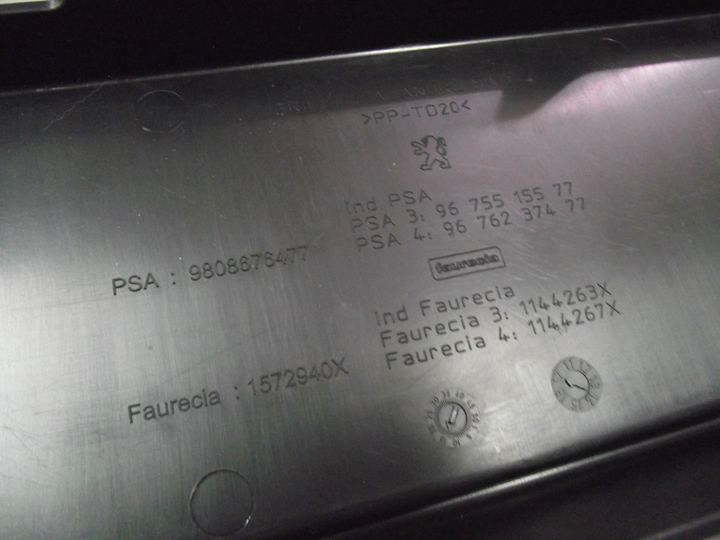 >PP-TD20<
Ind PSA
PSA 3: 96 755 155 77
PSA 4: 96 762 374 77
PSA : 9808676477
faurecia
Ind Faurecia
Faurecia 3: 1144263X
Faurecia 4: 1144267X
Faurecia : 1572940X